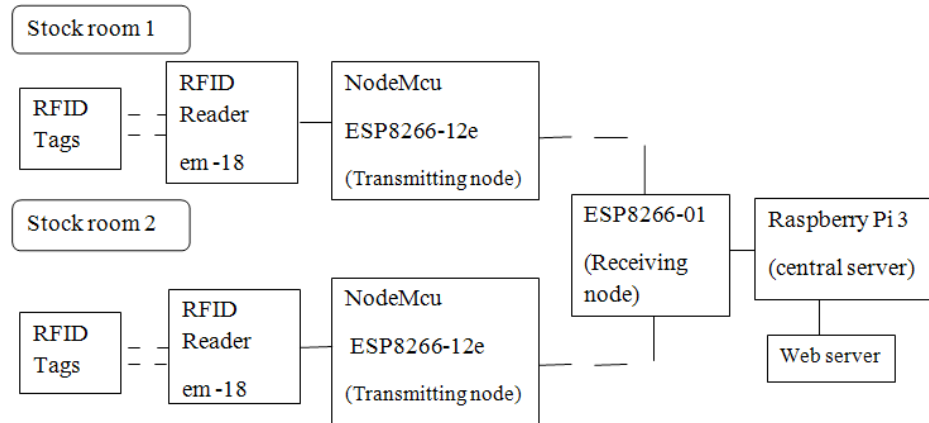 Stock room 1
RFID
Tags
RFID
Reader
em -18
NodeMcu
ESP8266-12e
(Transmitting node)
Stock room 2
RFID
Tags
RFID
Reader
em -18
NodeMcu
ESP8266-12e
(Transmitting node)
ESP8266-01
(Receiving
node)
Raspberry Pi 3
(central server)
Web server